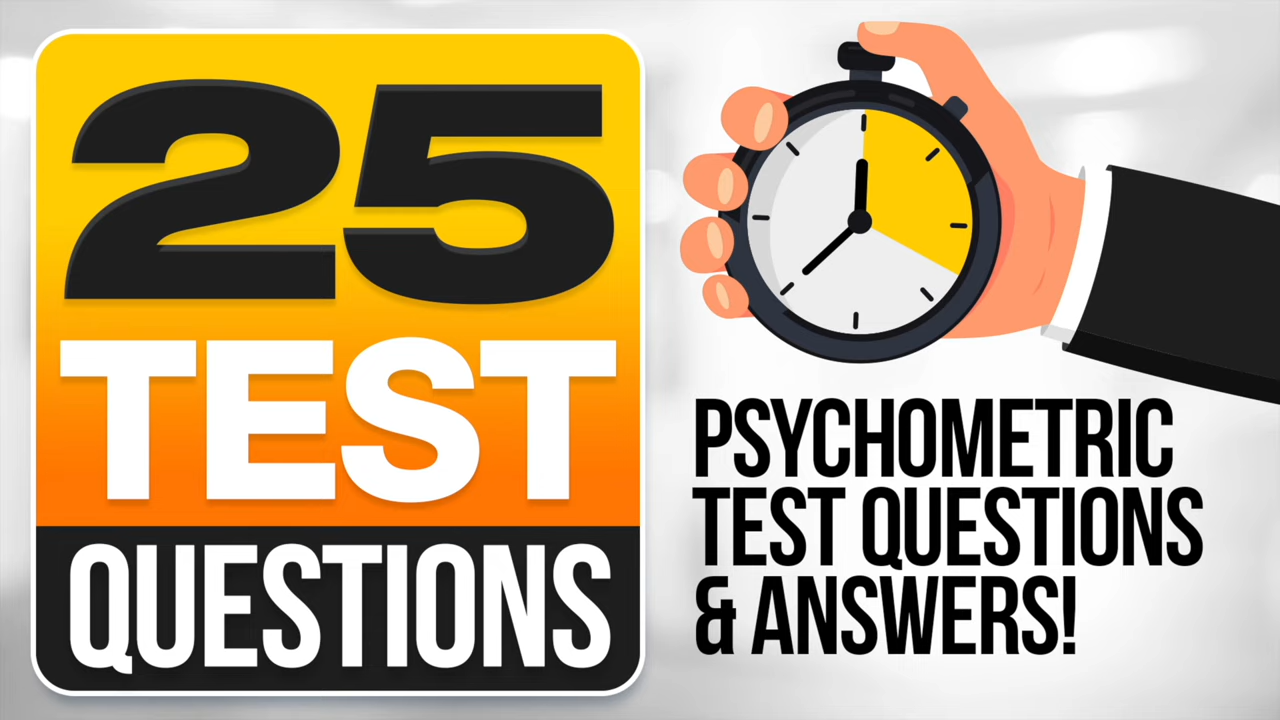 25
TEST
QUESTIONS
PSYCHOMETRIC
TEST QUESTIONS
& ANSWERS!